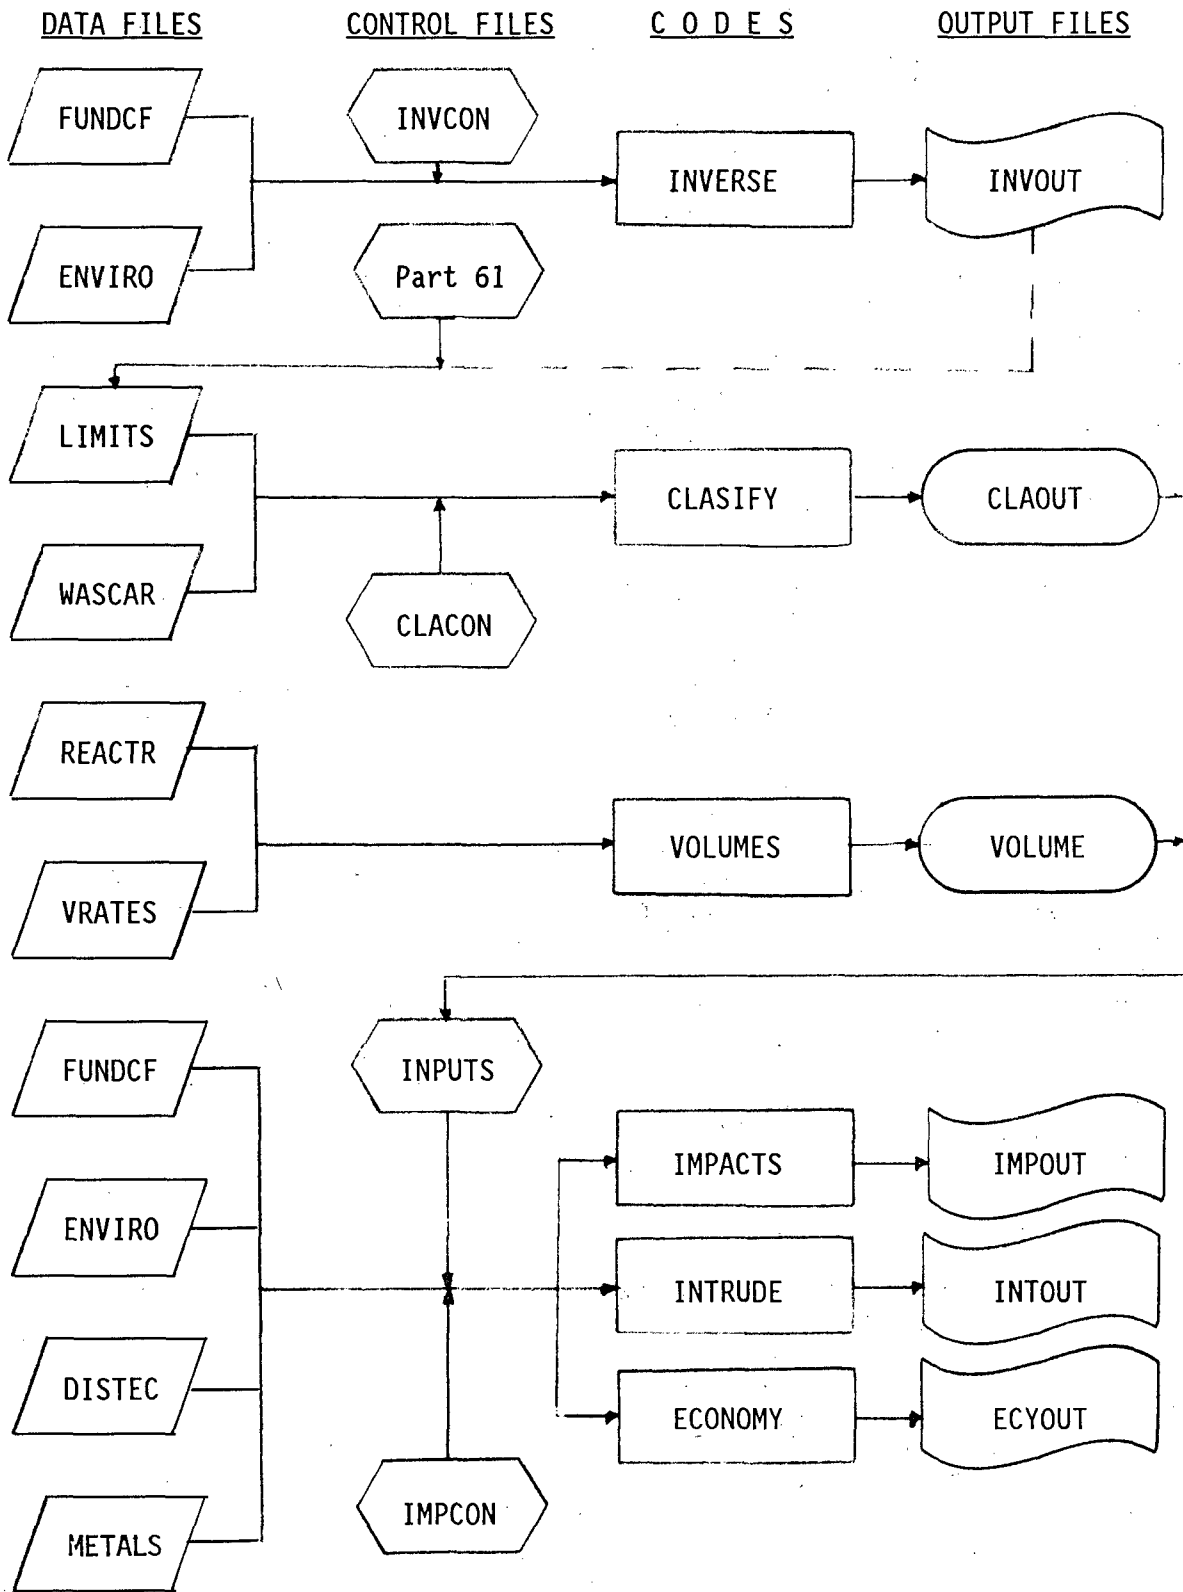 DATA FILES
CONTROL FILES
C O D E S
OUTPUT FILES
FUNDCF
INVCON
INVERSE
INVOUT
ENVIRO
Part 61
LIMITS
CLASIFY
CLAOUT
WASCAR
CLACON
REACTR
VOLUMES
VOLUME
VRATES
FUNDCF
INPUTS
IMPACTS
IMPOUT
ENVIRO
INTRUDE
INTOUT
DISTEC
ECONOMY
ECYOUT
IMPCON
METALS